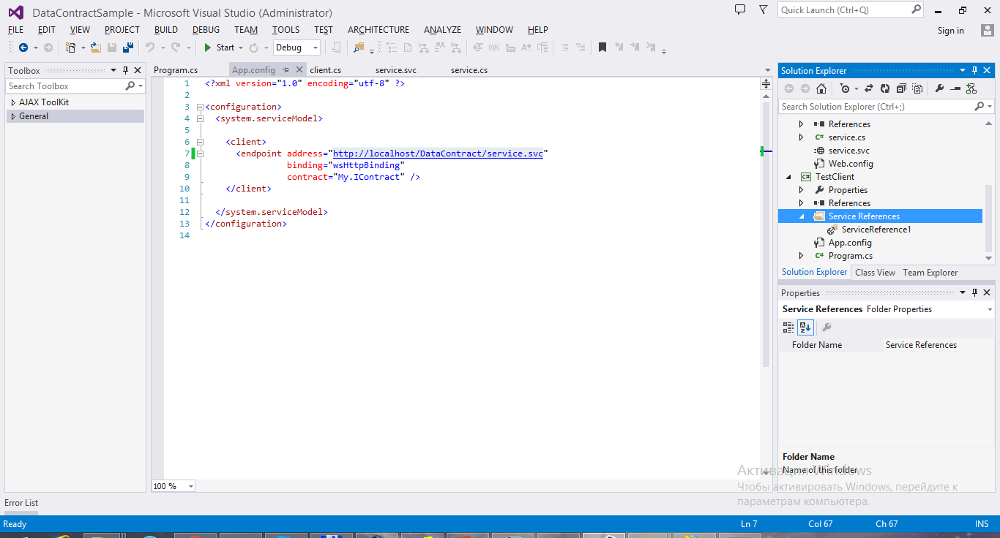 DataContractSample - Microsoft Visual Studio (Administrator)
Quick Launch (Ctrl+Q)
FILE EDIT VIEW PROJECT BUILD DEBUG TEAM TOOLS TEST ARCHITECTURE ANALYZE WINDOW HELP
Sign in
Start
Debug
Toolbox
Search Toolbox
AJAX ToolKit
General
Program.cs App.config client.cs service.svc service.cs
1 <?xml version="1.0" encoding="utf-8" ?>
2
3 <configuration>
4 <system.serviceModel>
5
6 <client>
7 <endpoint address="http://localhost/DataContract/service.svc"
8 binding="wsHttpBinding"
9 contract="My.IContract" />
10 </client>
11
12 </system.serviceModel>
13 </configuration>
14
100 %
Solution Explorer
Search Solution Explorer (Ctrl+;)
References
C# service.cs
service.svc
Web.config
C# TestClient
Properties
References
Service References
ServiceReference1
App.config
C# Program.cs
Solution Explorer Class View Team Explorer
Properties
Service References Folder Properties
Folder Name Service References
Folder Name
Name of this folder
Активация Windows
Чтобы активировать Windows, перейдите к
параметрам компьютера.
Error List
Ready
Ln 7 Col 67 Ch 67 INS